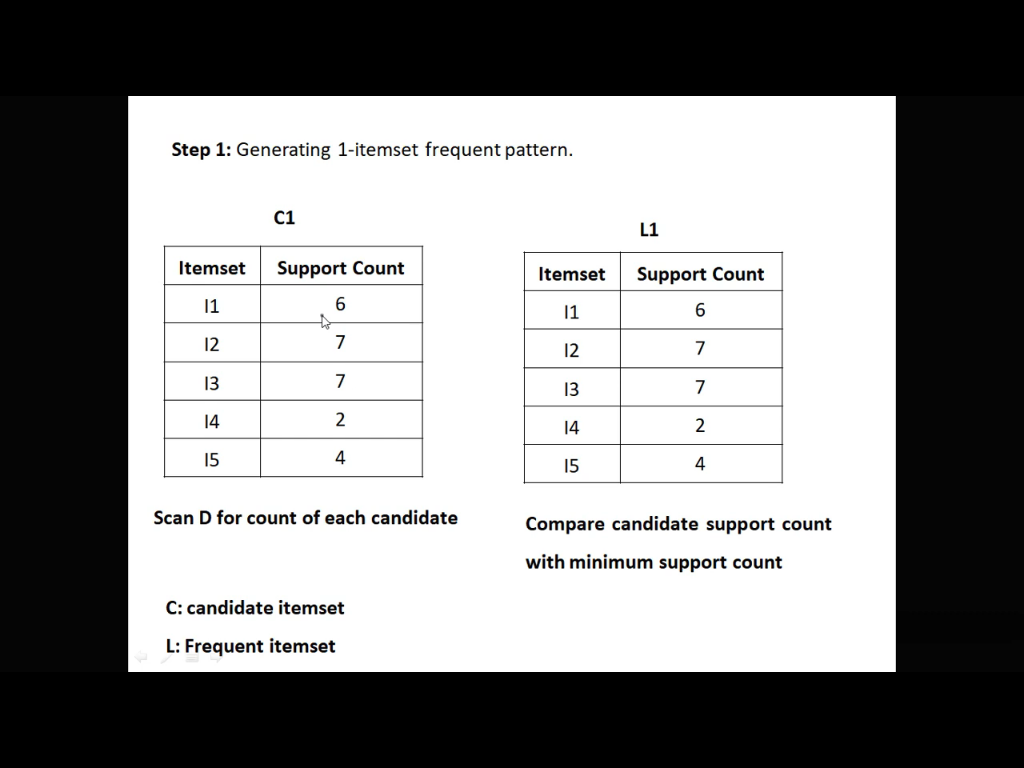 Step 1: Generating 1-itemset frequent pattern.
C1
Itemset Support Count
I1 6
I2 7
I3 7
I4 2
I5 4
Scan D for count of each candidate
L1
Itemset Support Count
I1 6
I2 7
I3 7
I4 2
I5 4
Compare candidate support count
with minimum support count
C: candidate itemset
L: Frequent itemset